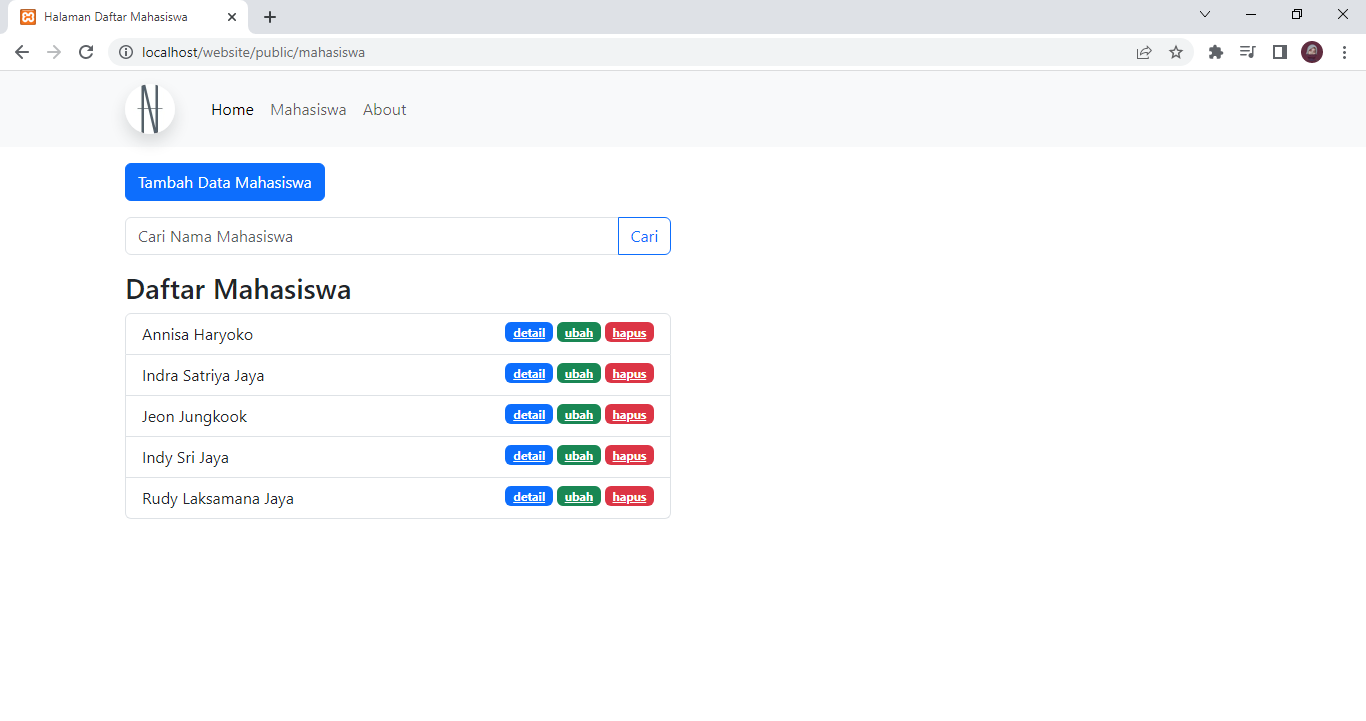 Halaman Daftar Mahasiswa
localhost/website/public/mahasiswa
N Home Mahasiswa About
Tambah Data Mahasiswa
Cari Nama Mahasiswa Cari
Daftar Mahasiswa
Annisa Haryoko detail ubah hapus
Indra Satriya Jaya detail ubah hapus
Jeon Jungkook detail ubah hapus
Indy Sri Jaya detail ubah hapus
Rudy Laksamana Jaya detail ubah hapus